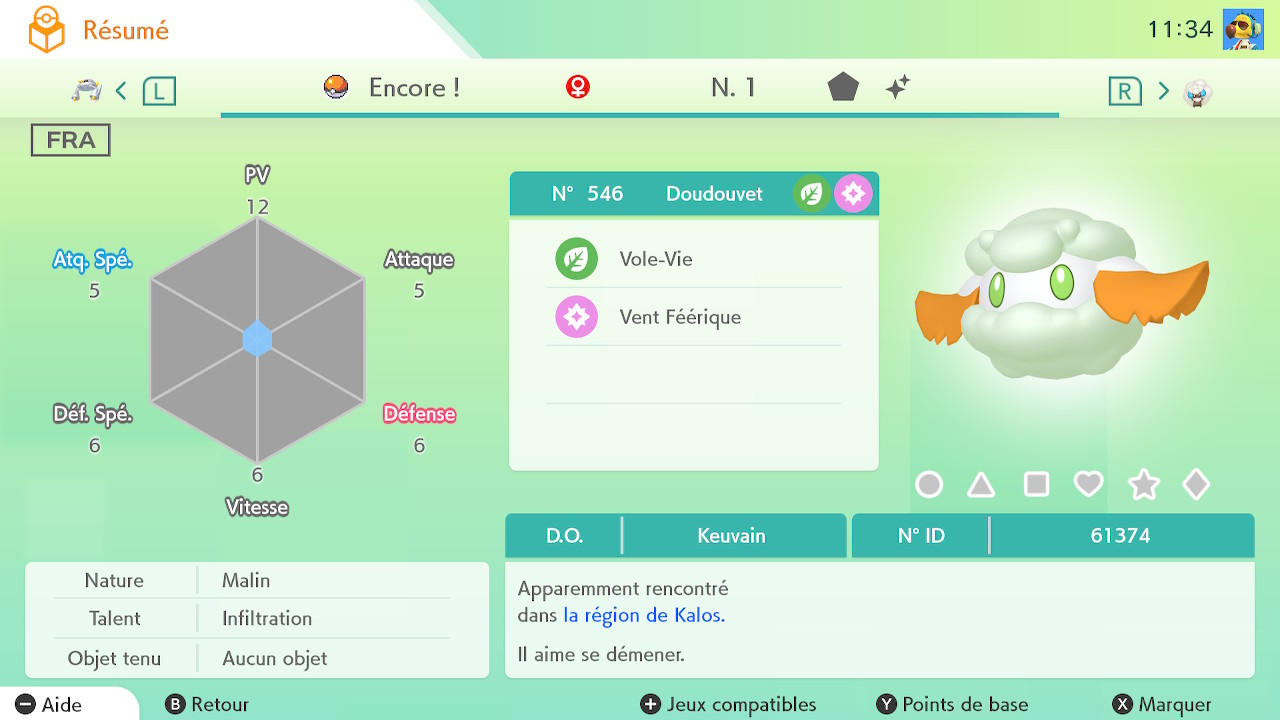 Résumé
11:34
L
Encore !
N. 1
R
FRA
PV
12
Atq. Spé.
5
Attaque
5
Déf. Spé.
6
Défense
6
6
Vitesse
N° 546 Doudouvet
Vole-Vie
Vent Féérique
D.O. Keuvain
N° ID 61374
Nature Malin
Talent Infiltration
Objet tenu Aucun objet
Apparemment rencontré
dans la région de Kalos.
Il aime se démener.
Aide
B Retour
Jeux compatibles
Y Points de base
X Marquer